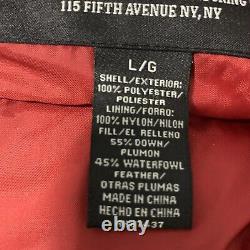 115 FIFTH AVENUE NY, NY
L/G
SHELL/EXTERIOR:
100% POLYESTER/
POLIESTER
LINING/FORRO:
100% NYLON/NILON
FILL/EL RELLENO
55% DOWN/
PLUMON
45% WATERFOWL
FEATHER/
OTRAS PLUMAS
MADE IN CHINA
HECHO EN CHINA